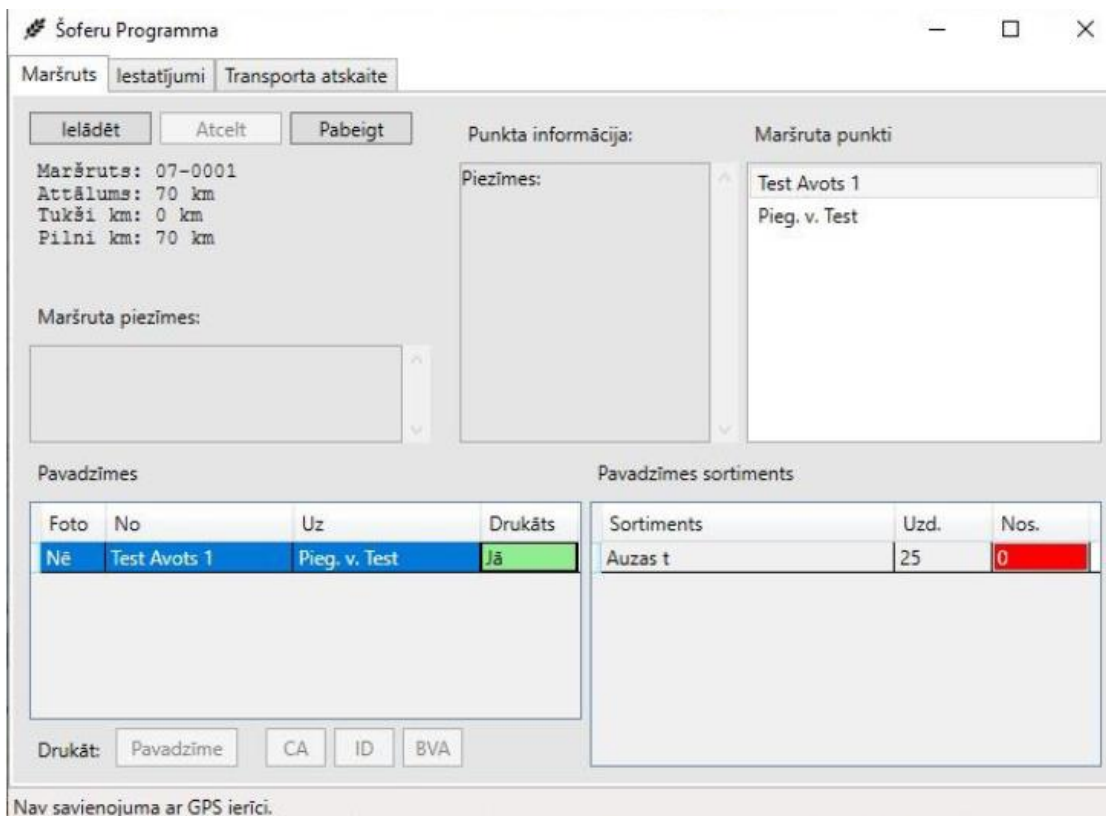 Šoferu Programma
Maršruts Iestatījumi Transporta atskaite
Ielādēt Atcelt Pabeigt
Maršruts: 07-0001
Attālums: 70 km
Tukši km: 0 km
Pilni km: 70 km
Maršruta piezīmes:
Punkta informācija:
Piezīmes:
Maršruta punkti
Test Avots 1
Pieg. v. Test
Pavadzīmes
Foto No Uz Drukāts
Nē Test Avots 1 Pieg. v. Test Jā
Drukāt: Pavadzīme CA ID BVA
Pavadzīmes sortiments
Sortiments Uzd. Nos.
Auzas t 25 0
Nav savienojuma ar GPS ierīci.